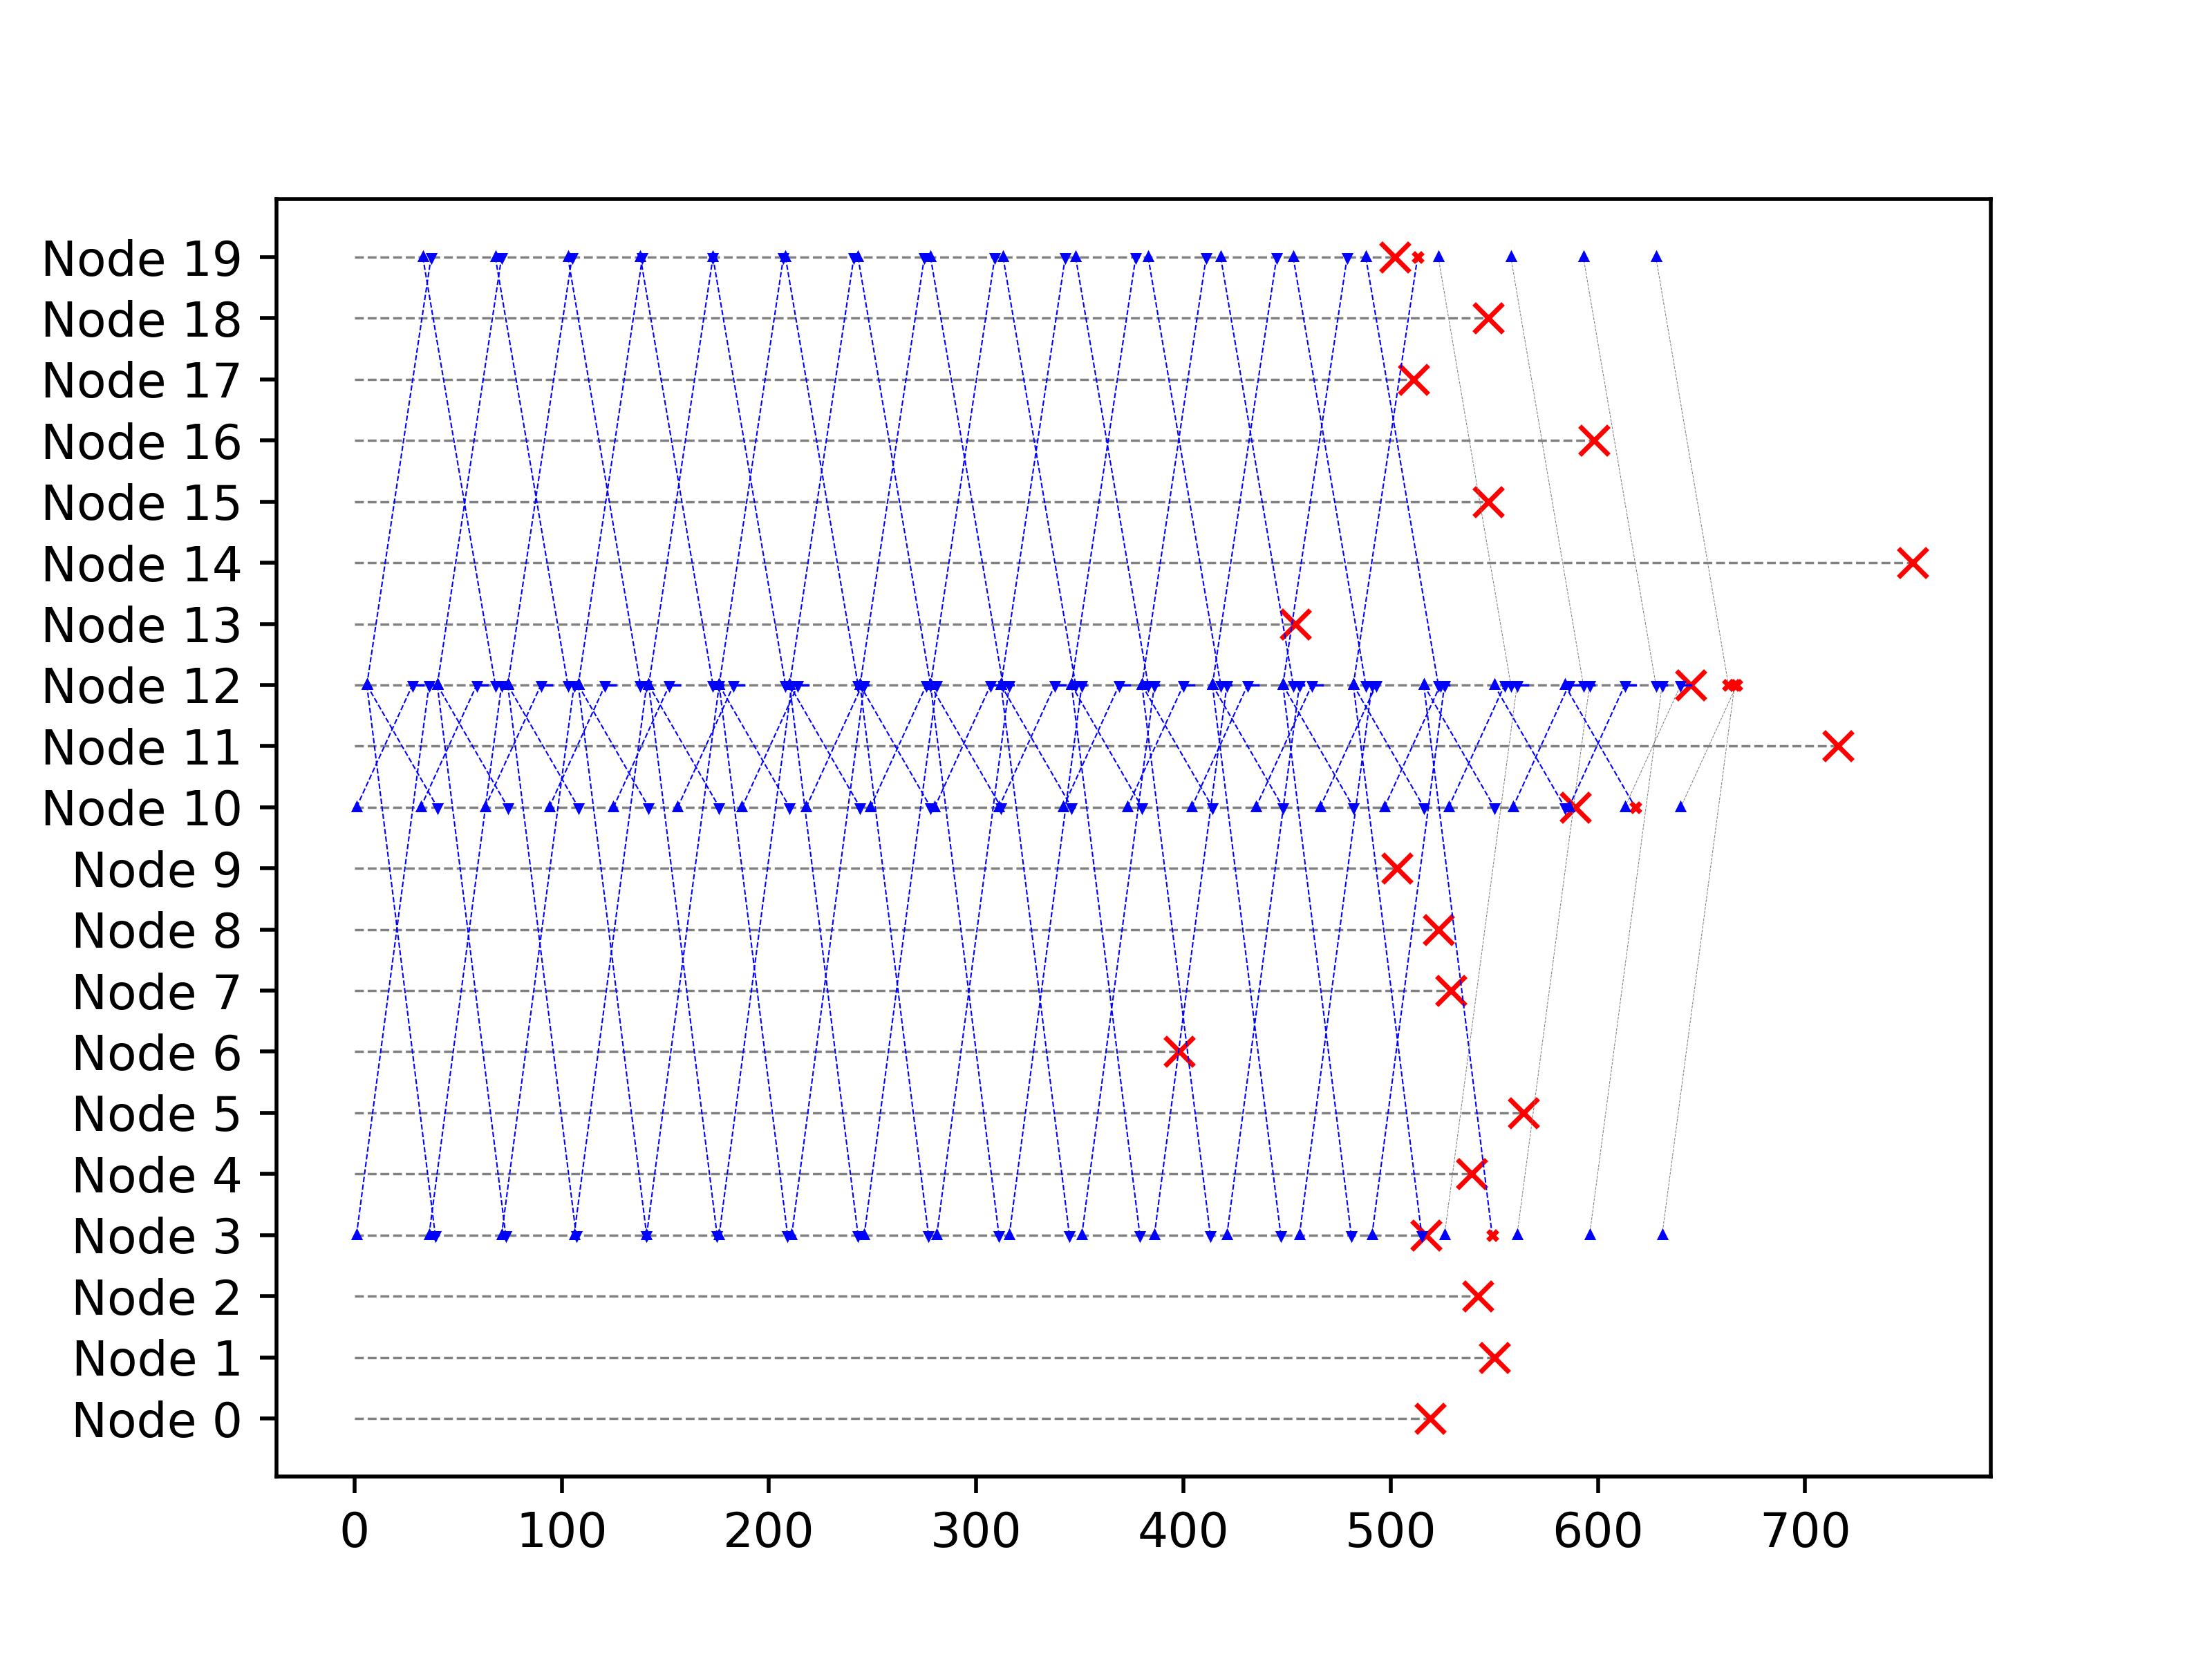 Node 19
Node 18
Node 17
Node 16
Node 15
Node 14
Node 13
Node 12
Node 11
Node 10
Node 9
Node 8
Node 7
Node 6
Node 5
Node 4
Node 3
Node 2
Node 1
Node 0
0 100 200 300 400 500 600 700